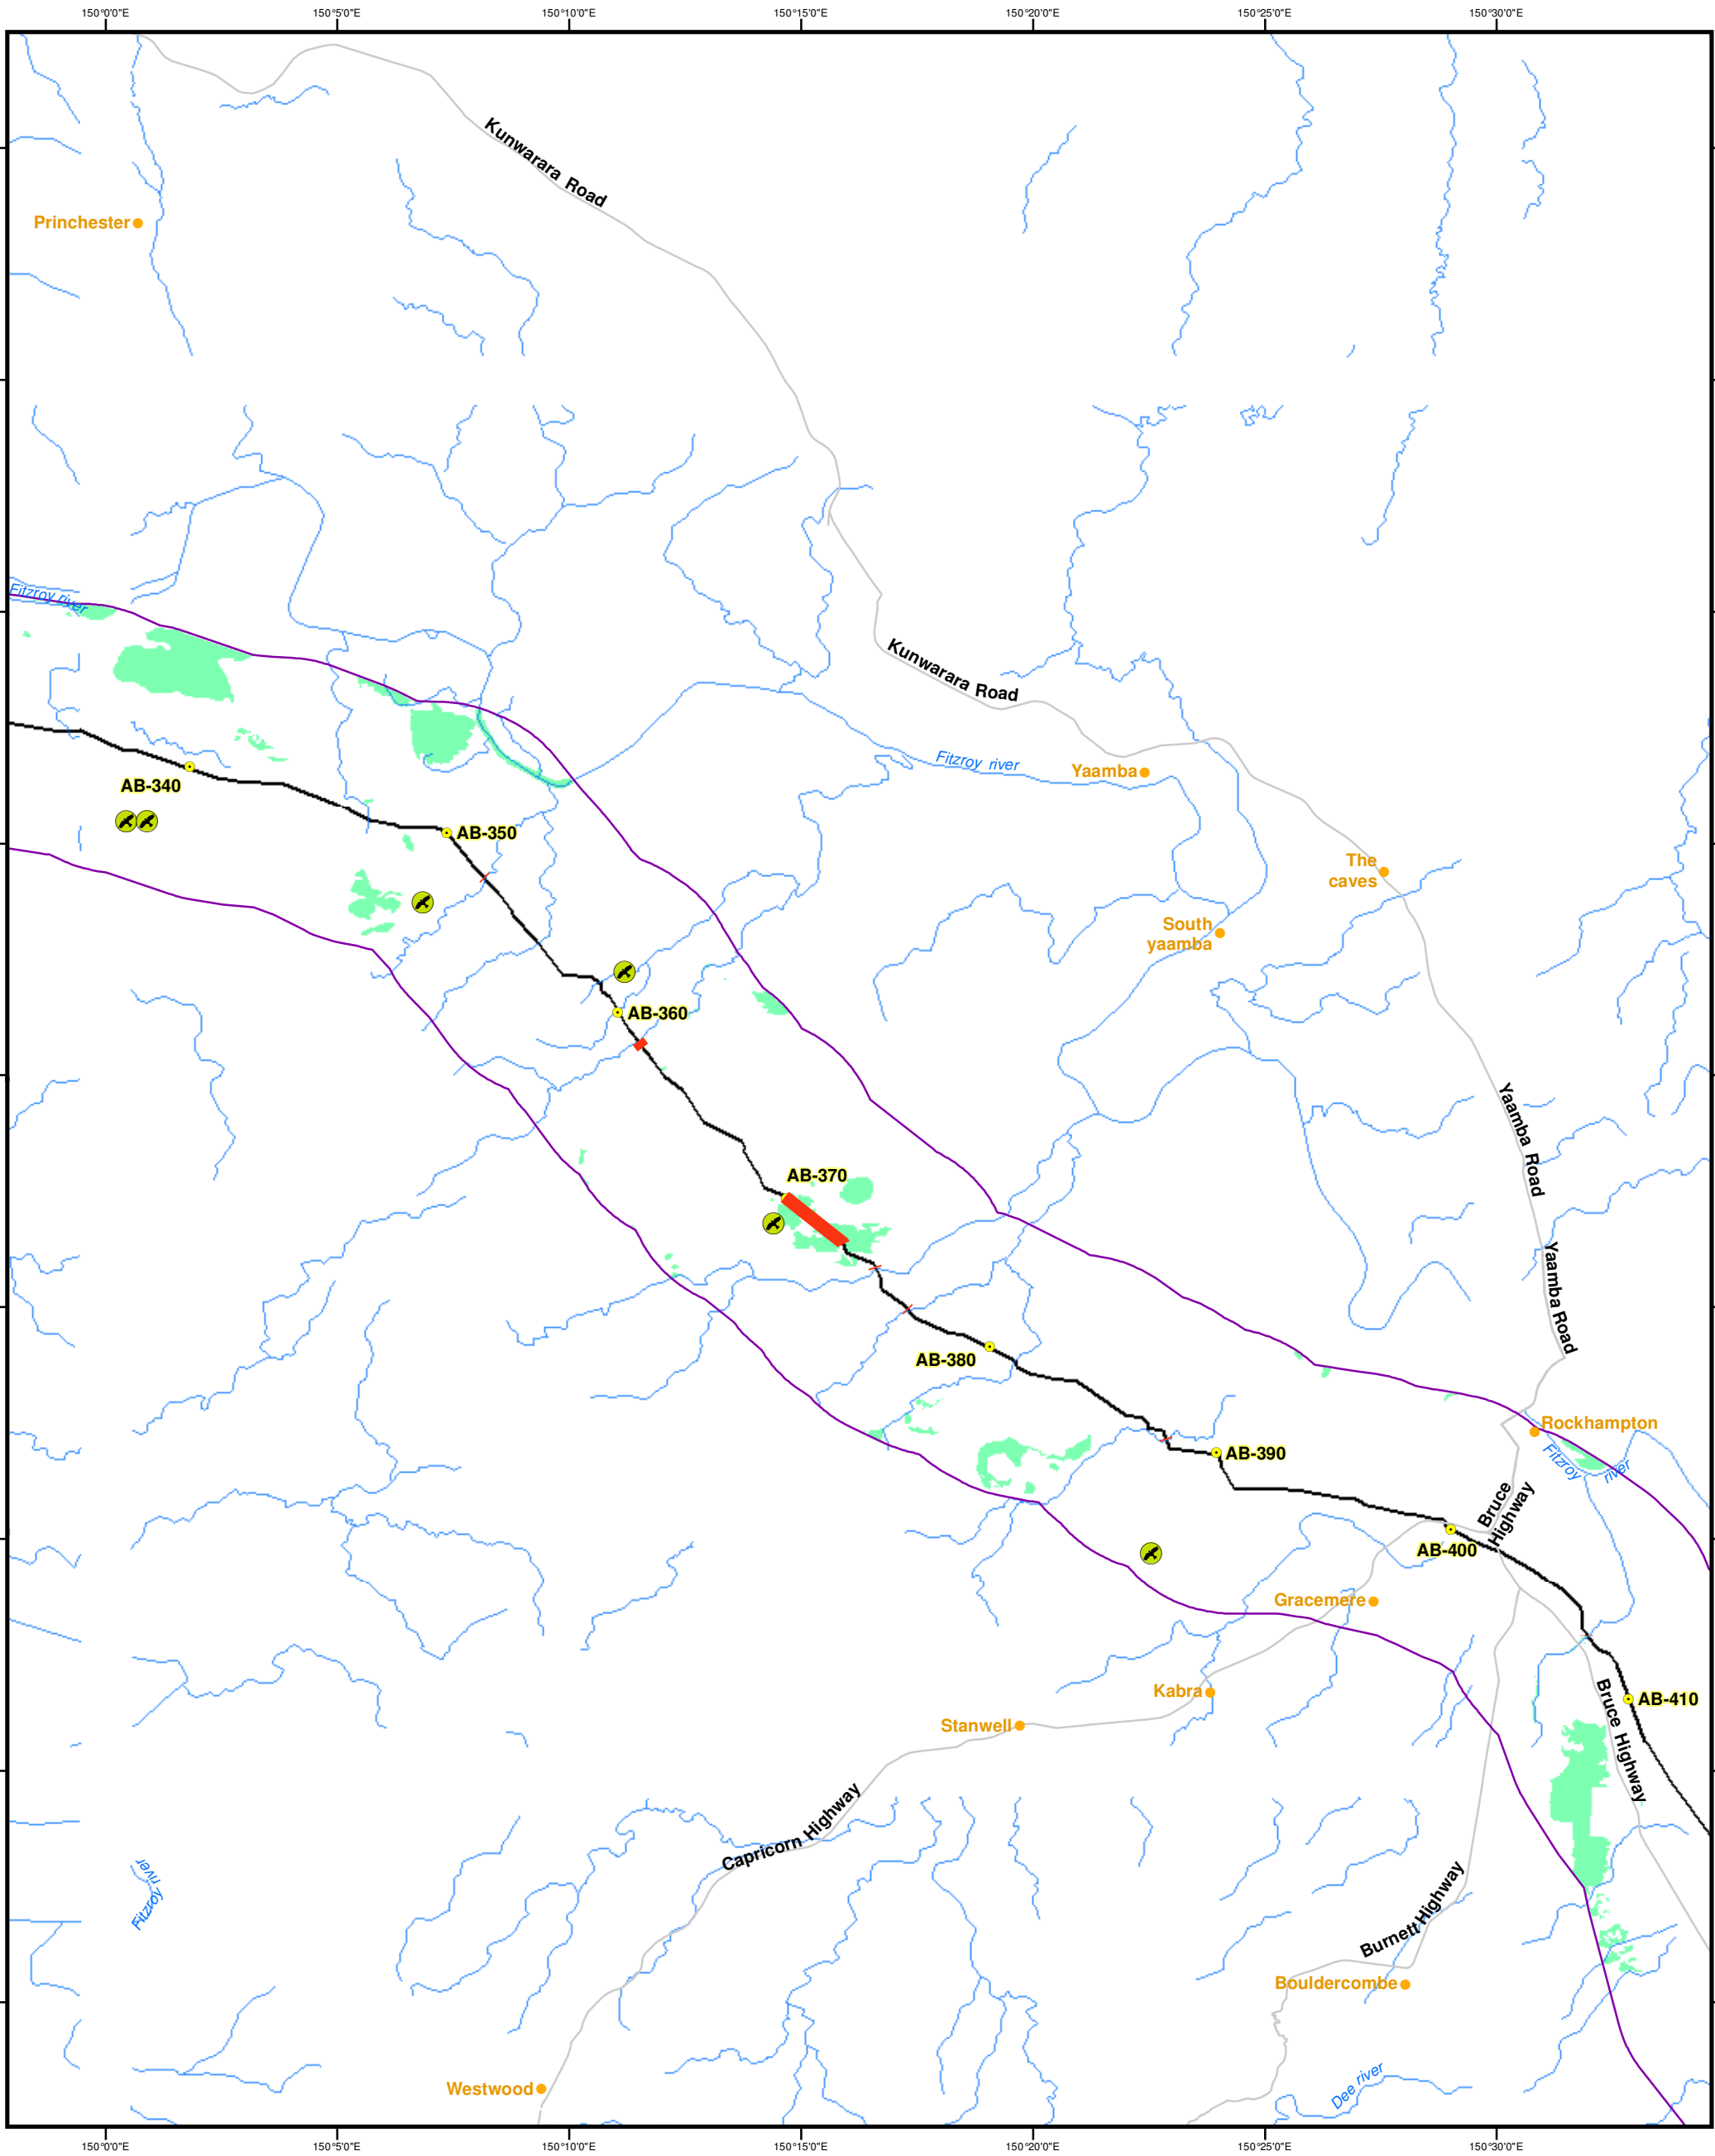 150°0'0"E 150°5'0"E 150°10'0"E 150°15'0"E 150°20'0"E 150°25'0"E 150°30'0"E
Kunwarara Road
Princhester
Fitzroy river
Kunwarara Road
Fitzroy river
Yaamba
AB-340
AB-350
The
caves
South
yaamba
AB-360
Yaamba Road
AB-370
Yaamba Road
AB-380
Rockhampton
AB-390
Fitzroy river
Bruce
Highway
AB-400
Gracemere
Kabra
AB-410
Stanwell
Bruce Highway
Capricorn Highway
Fitzroy river
Burnett Highway
Bouldercombe
Westwood
Dee river
150°0'0"E 150°5'0"E 150°10'0"E 150°15'0"E 150°20'0"E 150°25'0"E 150°30'0"E